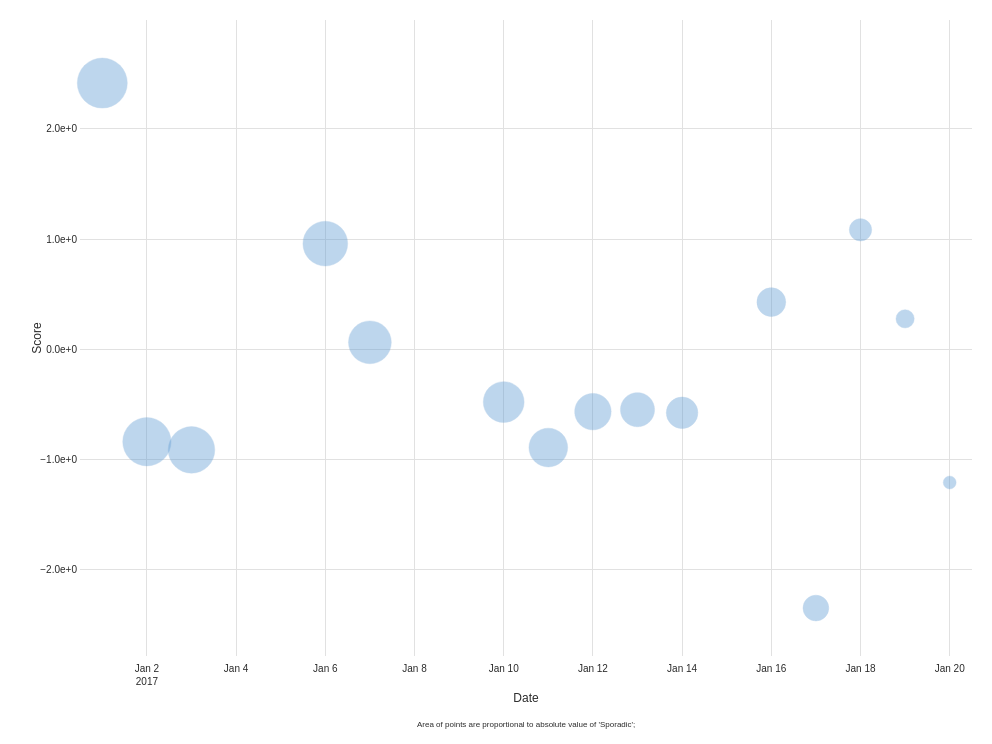 2.0e+0
1.0e+0
0.0e+0
−1.0e+0
−2.0e+0
Score
Jan 2 Jan 4 Jan 6 Jan 8 Jan 10 Jan 12 Jan 14 Jan 16 Jan 18 Jan 20
2017
Date
Area of points are proportional to absolute value of 'Sporadic';